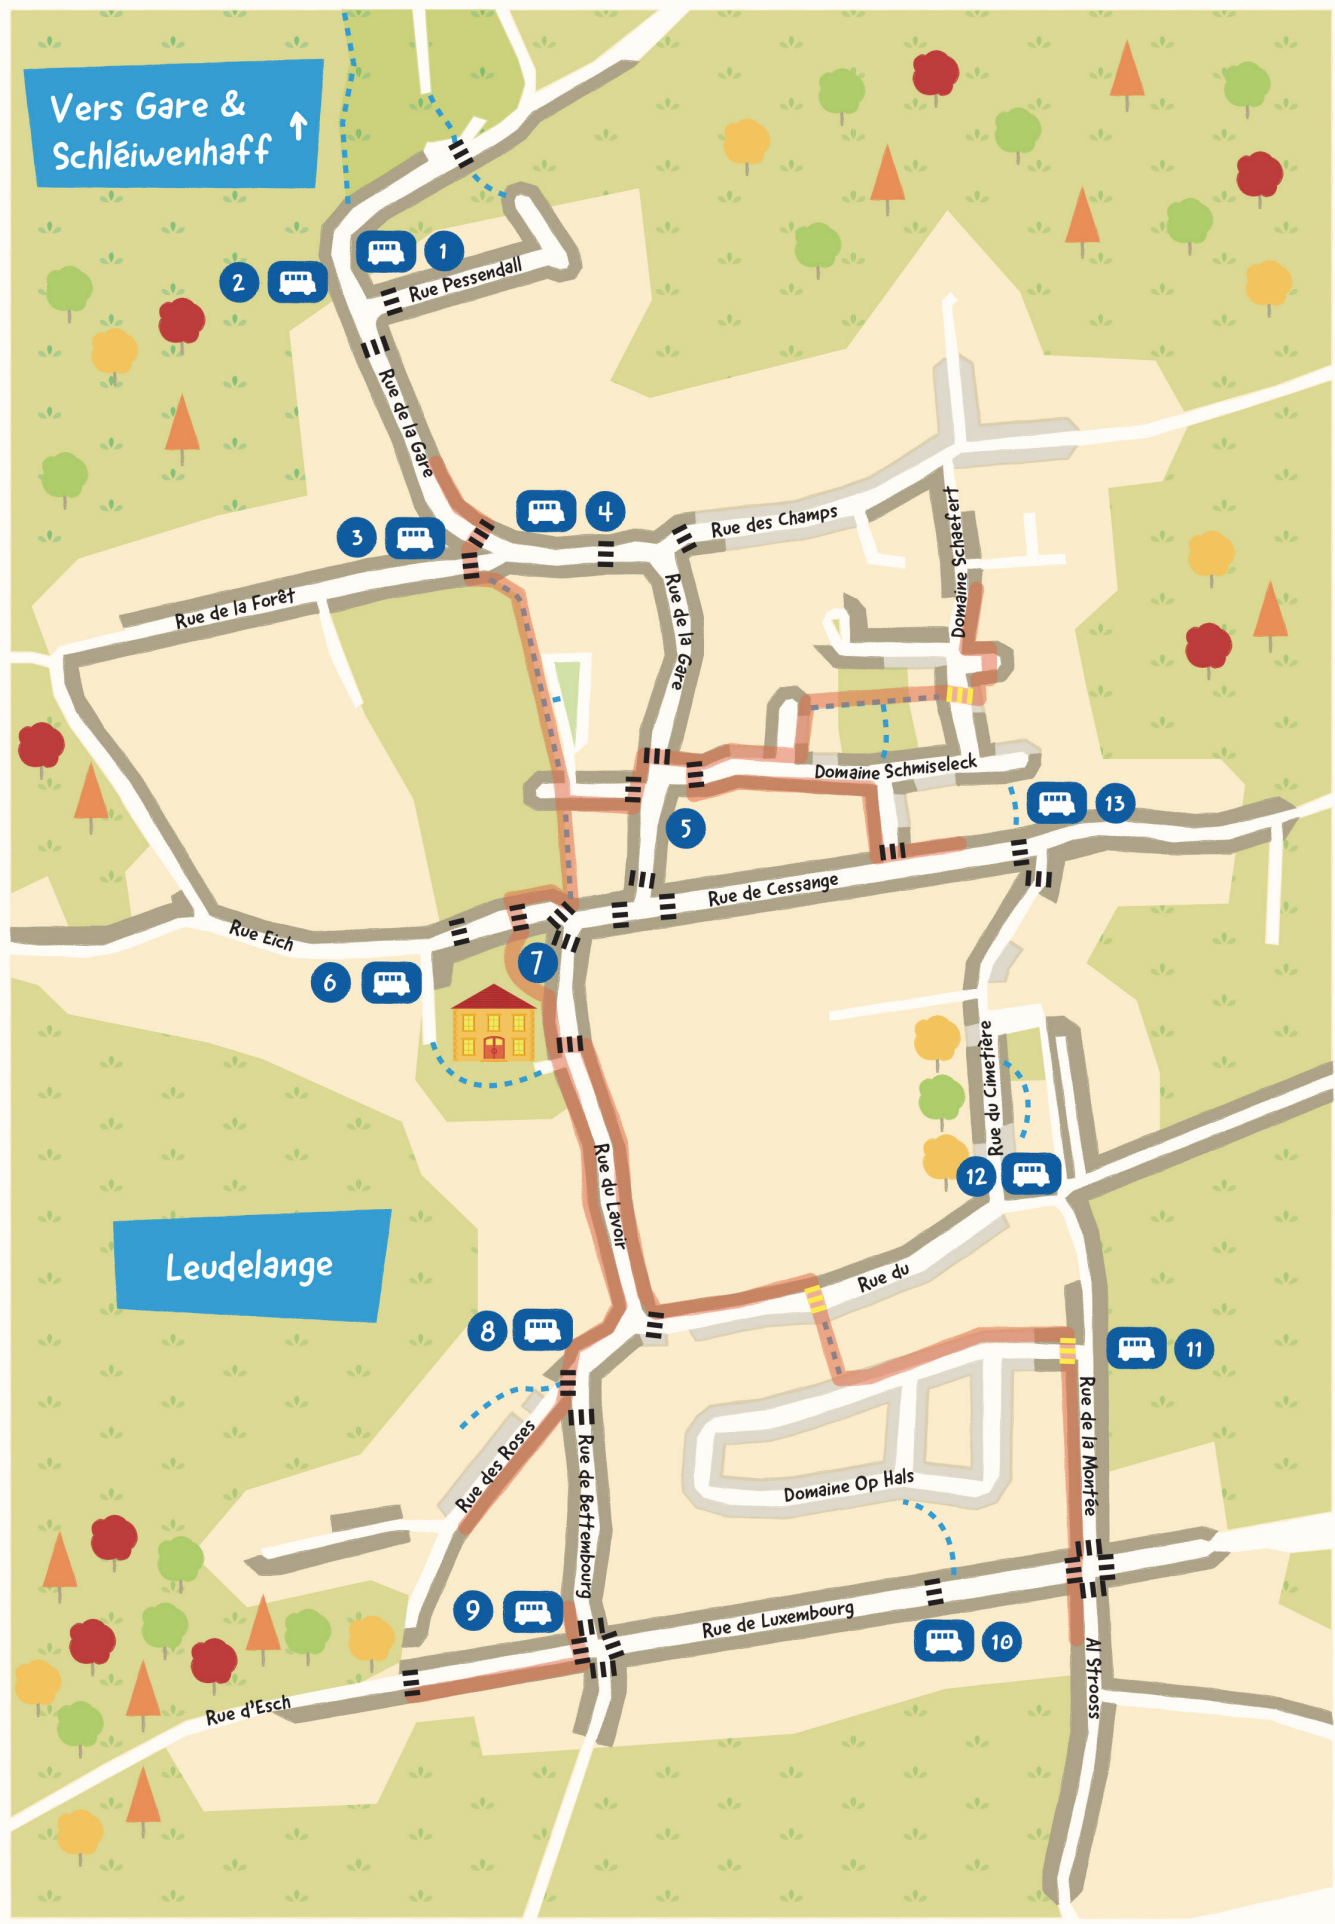 Vers Gare &
Schléiwenhaff
1
2
Rue Pessendall
Rue de la Gare
4
3
Rue des Champs
Domaine Schaefert
Rue de la Forêt
Rue de la Gare
Domaine Schmiseleck
13
5
Rue de Cessange
Rue Eich
7
6
Rue du Cimetière
12
Rue du Lavoir
Leudelange
Rue du
8
11
Rue de la Montée
Rue des Roses
Rue de Bettembourg
Domaine Op Hals
9
Rue de Luxembourg
10
Al Strooss
Rue d'Esch